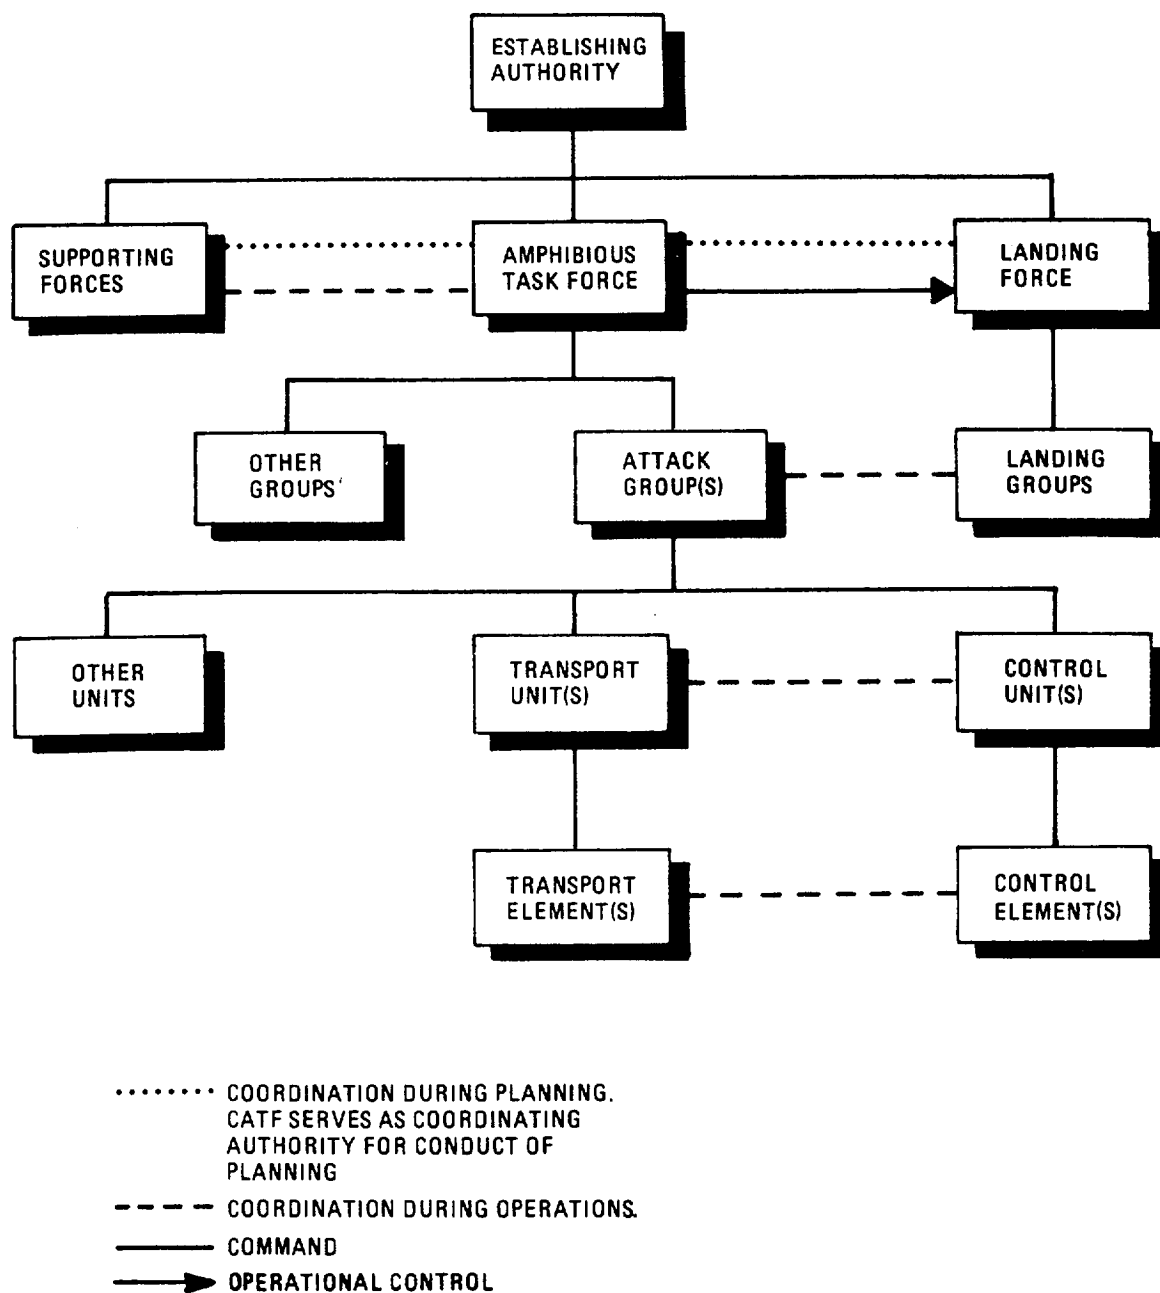 ESTABLISHING
AUTHORITY
SUPPORTING
FORCES
AMPHIBIOUS
TASK FORCE
LANDING
FORCE
OTHER
GROUPS
ATTACK
GROUP(S)
LANDING
GROUPS
OTHER
UNITS
TRANSPORT
UNIT(S)
CONTROL
UNIT(S)
TRANSPORT
ELEMENT(S)
CONTROL
ELEMENT(S)
COORDINATION DURING PLANNING.
CATF SERVES AS COORDINATING
AUTHORITY FOR CONDUCT OF
PLANNING
COORDINATION DURING OPERATIONS.
COMMAND
OPERATIONAL CONTROL